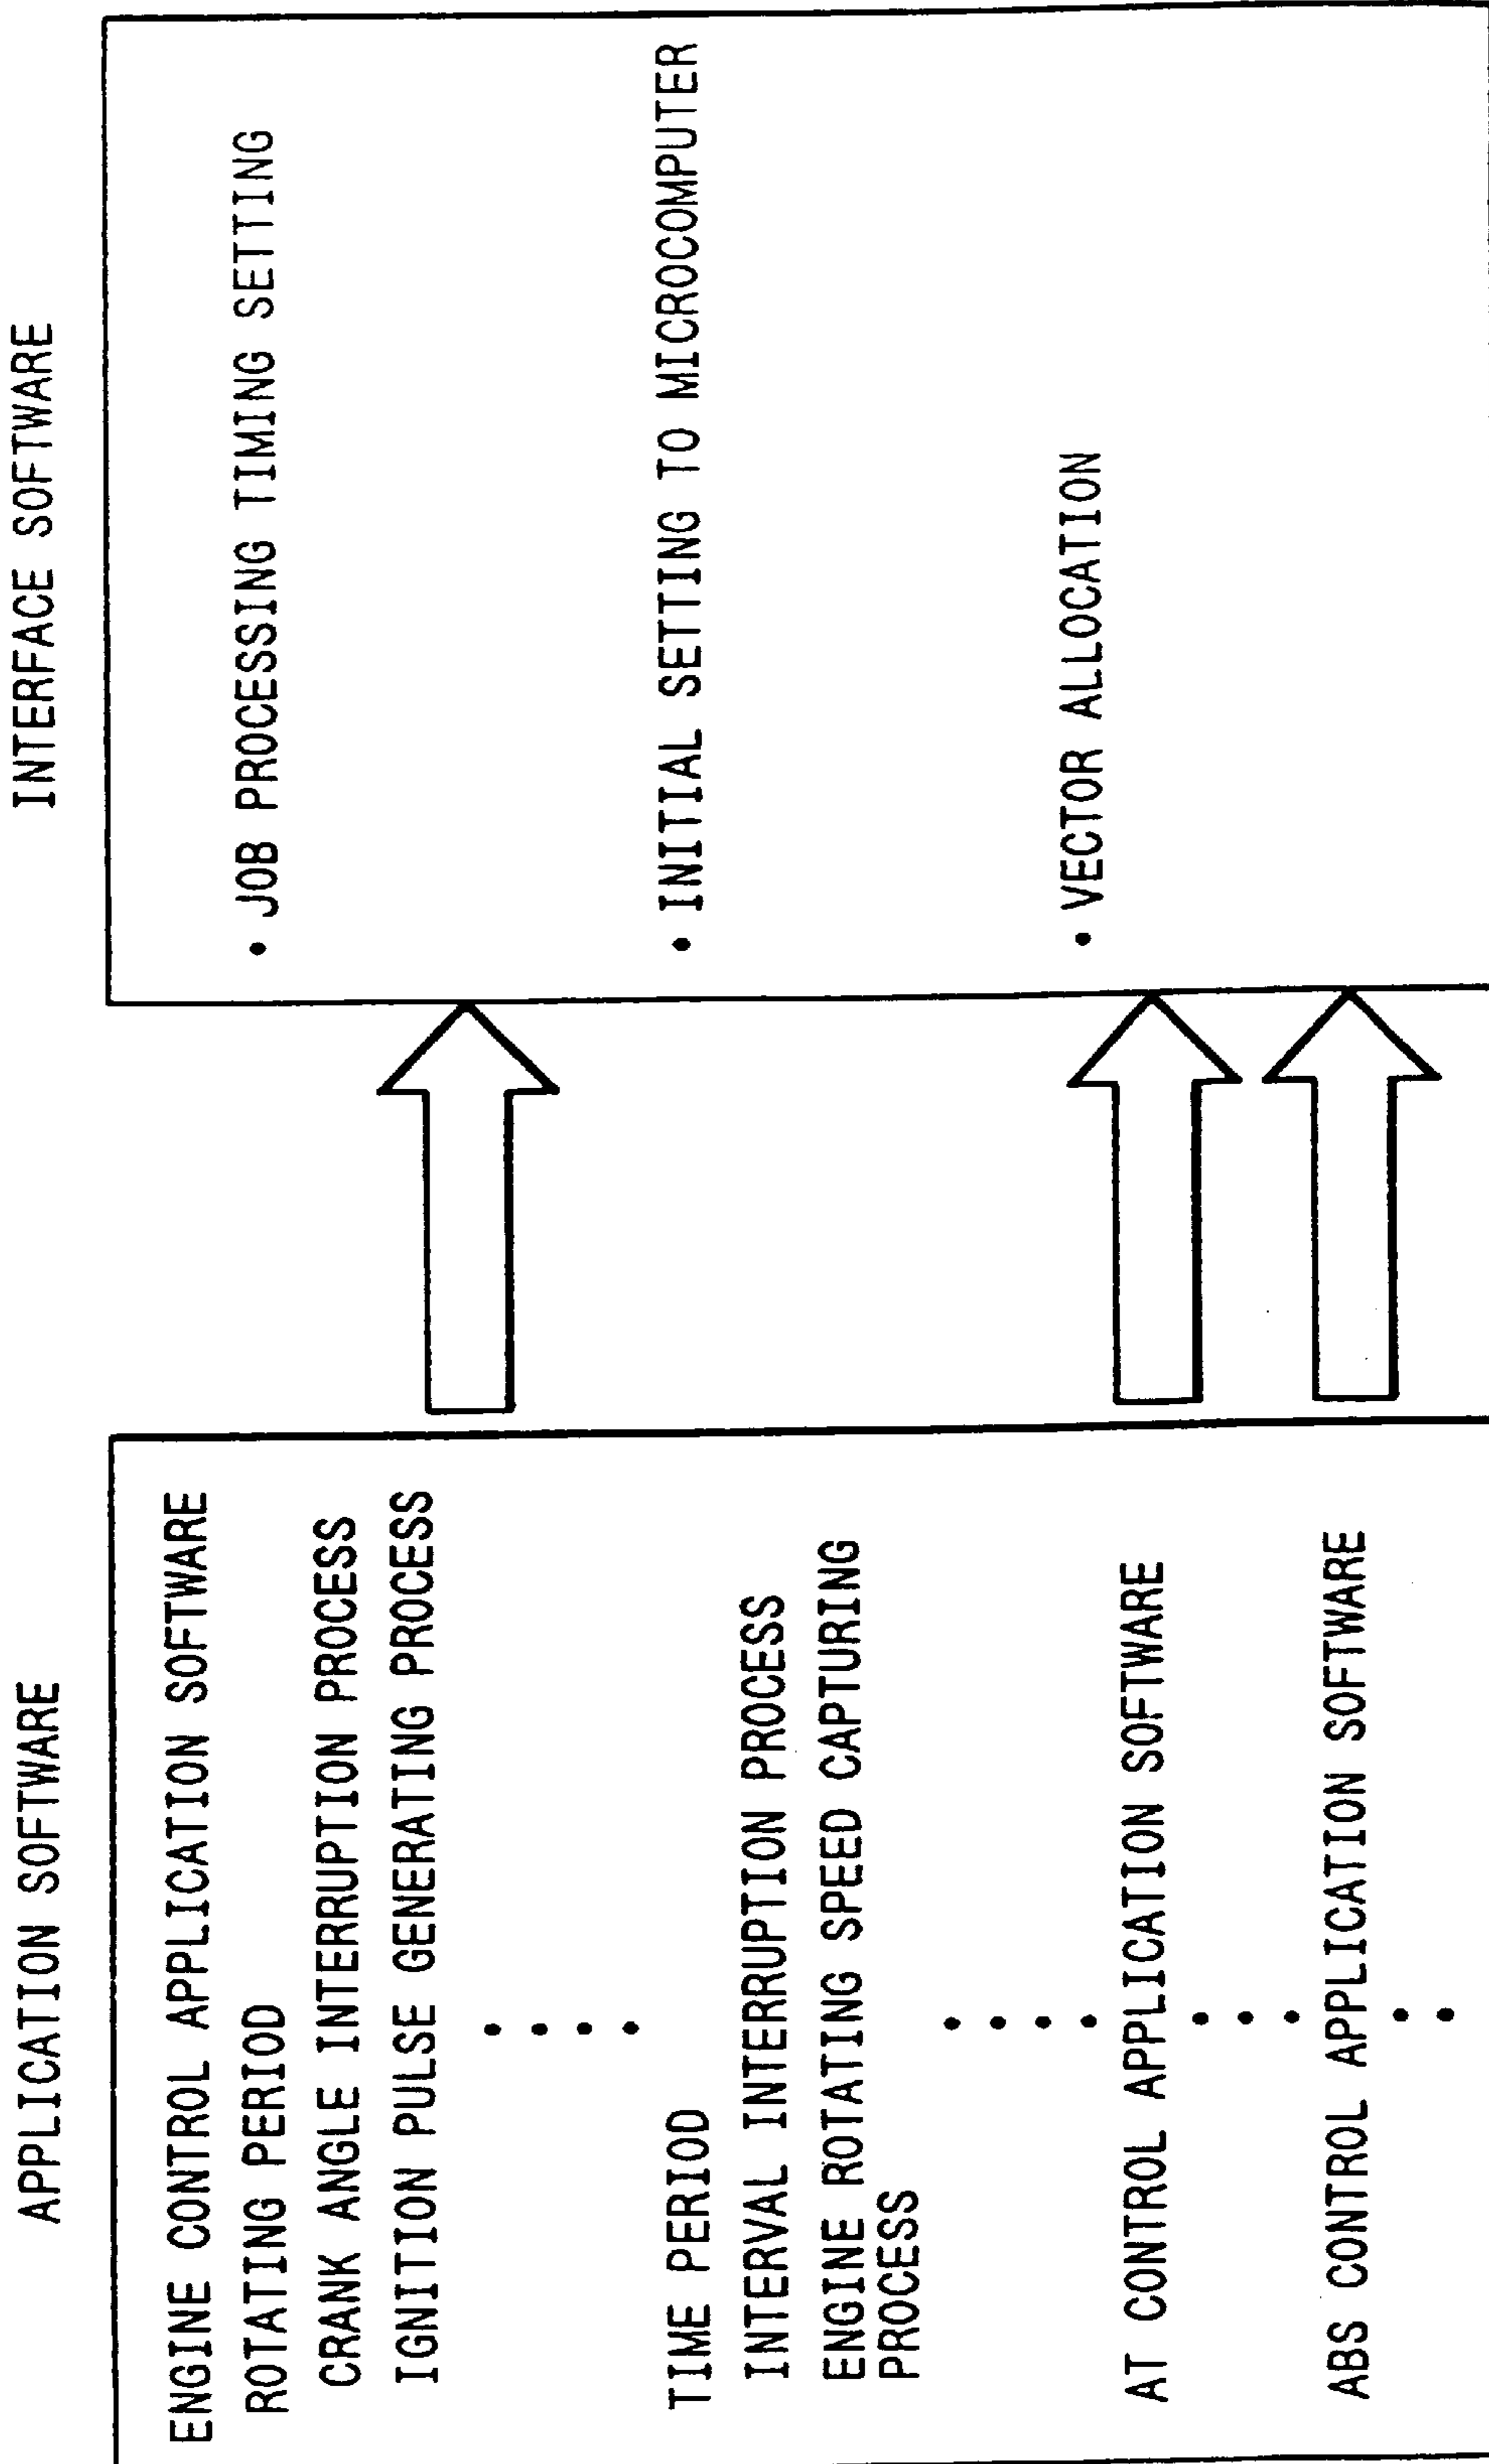 APPLICATION SOFTWARE
ENGINE CONTROL APPLICATION SOFTWARE
ROTATING PERIOD
CRANK ANGLE INTERRUPTION PROCESS
IGNITION PULSE GENERATING PROCESS
TIME PERIOD
INTERVAL INTERRUPTION PROCESS
ENGINE ROTATING SPEED CAPTURING
PROCESS
AT CONTROL APPLICATION SOFTWARE
ABS CONTROL APPLICATION SOFTWARE
INTERFACE SOFTWARE
• JOB PROCESSING TIMING SETTING
• INITIAL SETTING TO MICROCOMPUTER
• VECTOR ALLOCATION